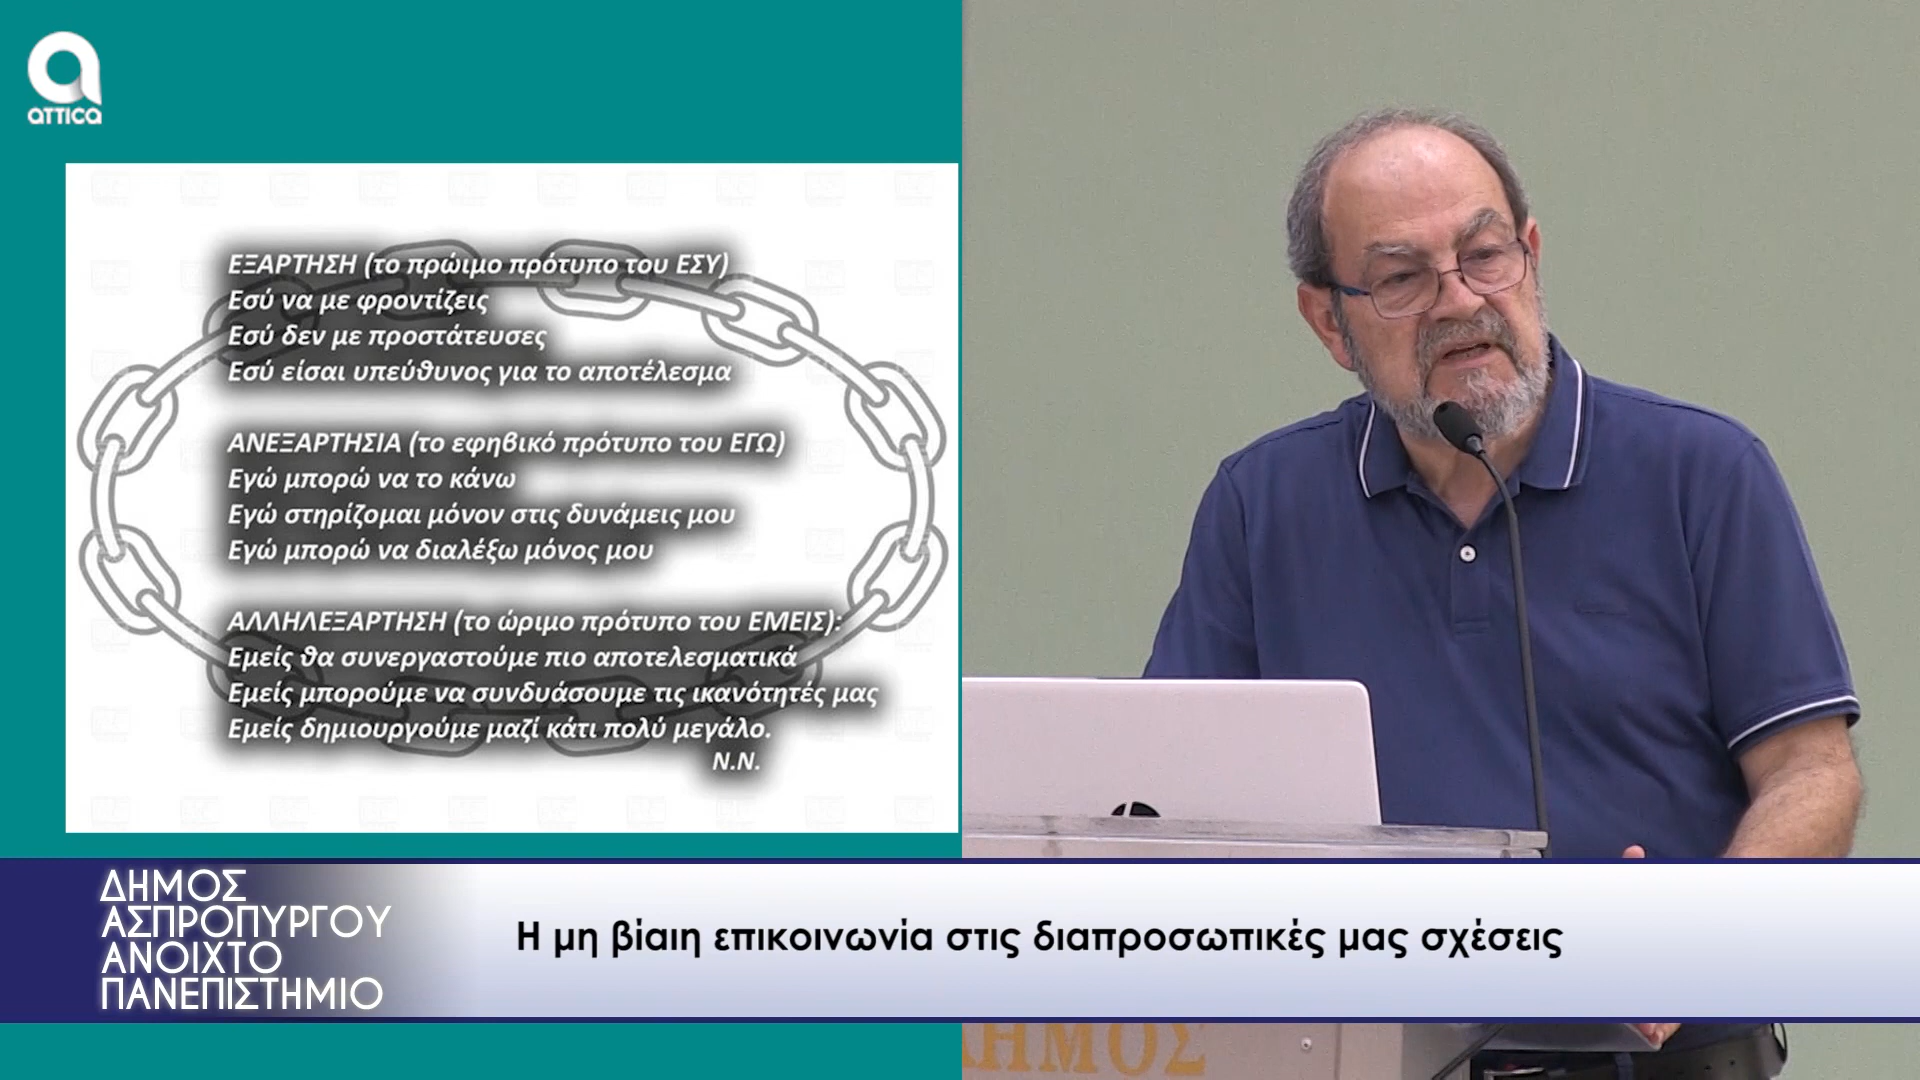 αττιca
ΕΞΑΡΤΗΣΗ (το πρώιμο πρότυπο του ΕΣΥ)
Εσύ να με φροντίζεις
Εσύ δεν με προστάτευσες
Εσύ είσαι υπεύθυνος για το αποτέλεσμα
ΑΝΕΞΑΡΤΗΣΙΑ (το εφηβικό πρότυπο του ΕΓΩ)
Εγώ μπορώ να το κάνω
Εγώ στηρίζομαι μόνον στις δυνάμεις μου
Εγώ μπορώ να διαλέξω μόνος μου
ΑΛΛΗΛΕΞΑΡΤΗΣΗ (το ώριμο πρότυπο του ΕΜΕΙΣ):
Εμείς θα συνεργαστούμε πιο αποτελεσματικά
Εμείς μπορούμε να συνδυάσουμε τις ικανότητές μας
Εμείς δημιουργούμε μαζί κάτι πολύ μεγάλο.
Ν.Ν.
ΔΗΜΟΣ
ΑΣΠΡΟΠΥΡΓΟΥ
ΑΝΟΙΧΤΟ
ΠΑΝΕΠΙΣΤΗΜΙΟ
Η μη βίαιη επικοινωνία στις διαπροσωπικές μας σχέσεις
ΔΗΜΟΣ